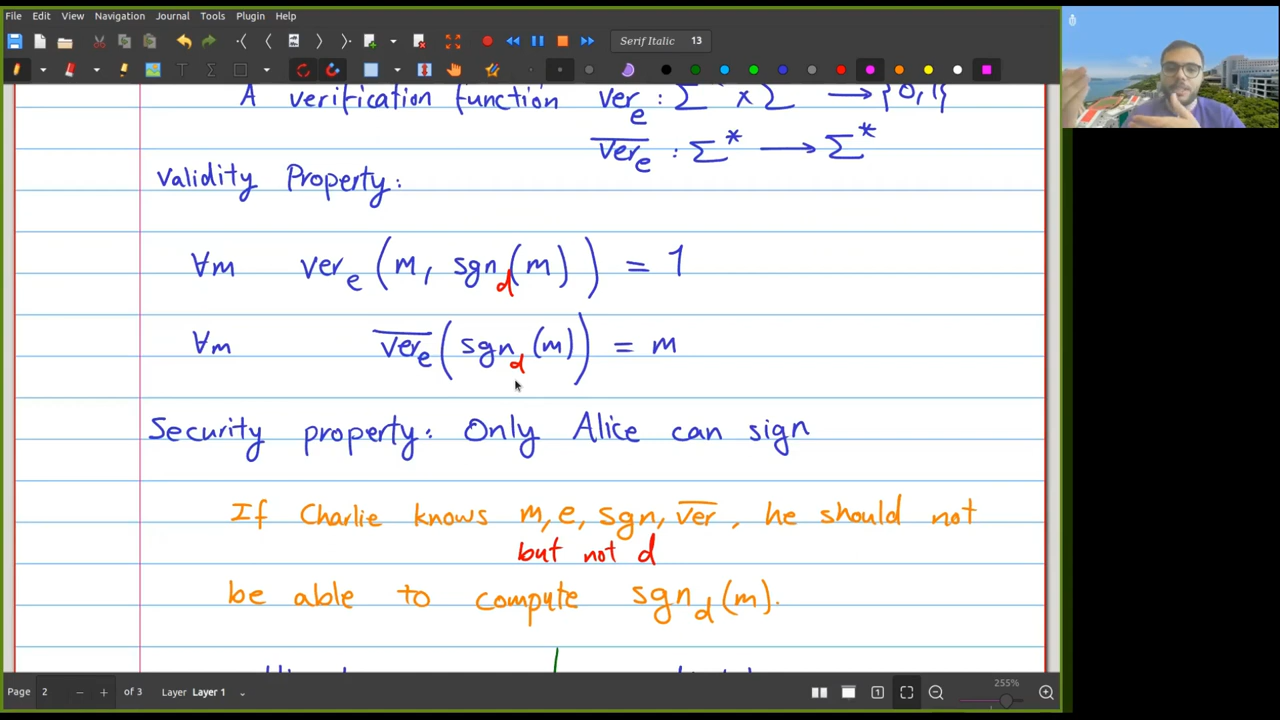 File Edit View Navigation Journal Tools Plugin Help
Serif Italic 13
A verification function ver_e : Σ* × Σ* → {0,1}
\overline{ver}_e : Σ* → Σ*
Validity Property:
∀m ver_e (m, sgn_d(m)) = 1
∀m \overline{ver}_e (sgn_d(m)) = m
Security property: Only Alice can sign
If Charlie knows m, e, sgn, \overline{ver}, he should not
but not d
be able to compute sgn_d(m).
Page 2 of 3 Layer Layer 1 255%